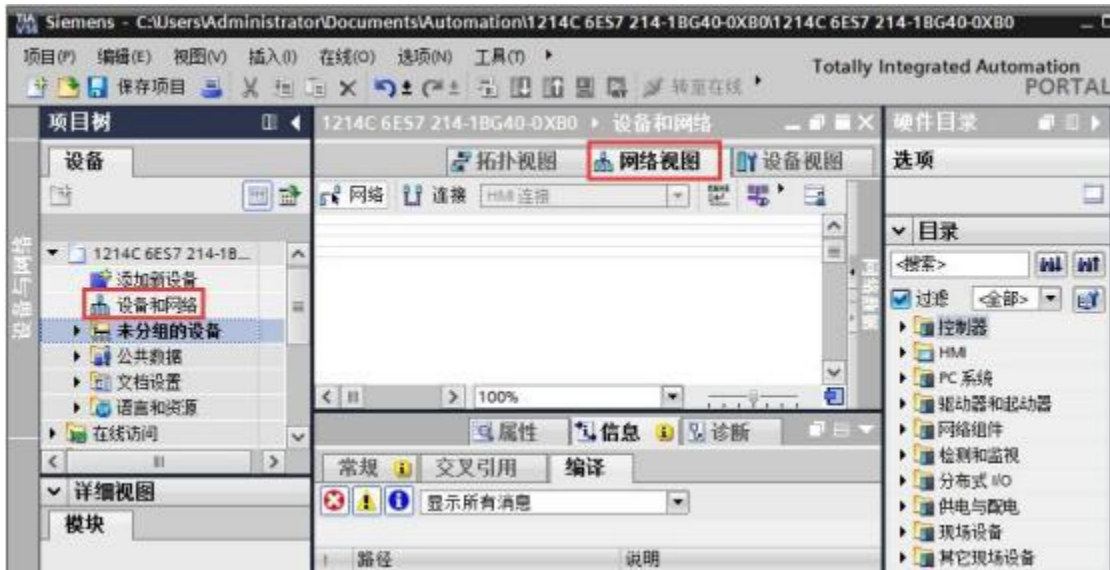 Siemens - C:\Users\Administrator\Documents\Automation\1214C 6ES7 214-1BG40-0XB0\1214C 6ES7 214-1BG40-0XB0
项目(P) 编辑(E) 视图(V) 插入(I) 在线(O) 选项(N) 工具(T)
Totally Integrated Automation
PORTAL
保存项目 转至在线
项目树
1214C 6ES7 214-1BG40-0XB0 设备和网络
硬件目录
设备
拓扑视图 网络视图 设备视图
选项
网络 连接 HMI 连接
设备与网络
1214C 6ES7 214-1B...
添加新设备
设备和网络
未分组的设备
公共数据
文档设置
语言和资源
在线访问
100%
目录
<搜索>
过滤 <全部>
控制器
HMI
PC 系统
驱动器和起动器
网络组件
检测和监视
分布式 I/O
供电与配电
现场设备
其它现场设备
属性 信息 诊断
常规 交叉引用 编译
显示所有消息
! 路径 说明
详细视图
模块